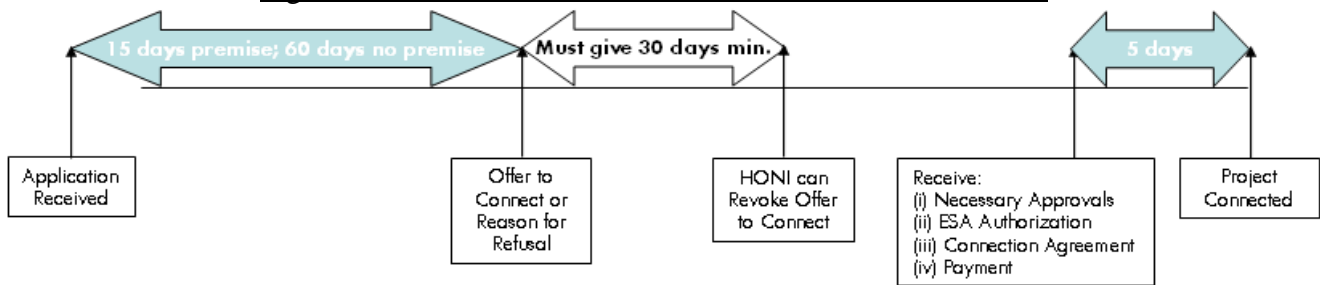 15 days premise; 60 days no premise
Must give 30 days min.
5 days
Application
Received
Offer to
Connect or
Reason for
Refusal
HONI can
Revoke Offer
to Connect
Receive:
(i) Necessary Approvals
(ii) ESA Authorization
(iii) Connection Agreement
(iv) Payment
Project
Connected